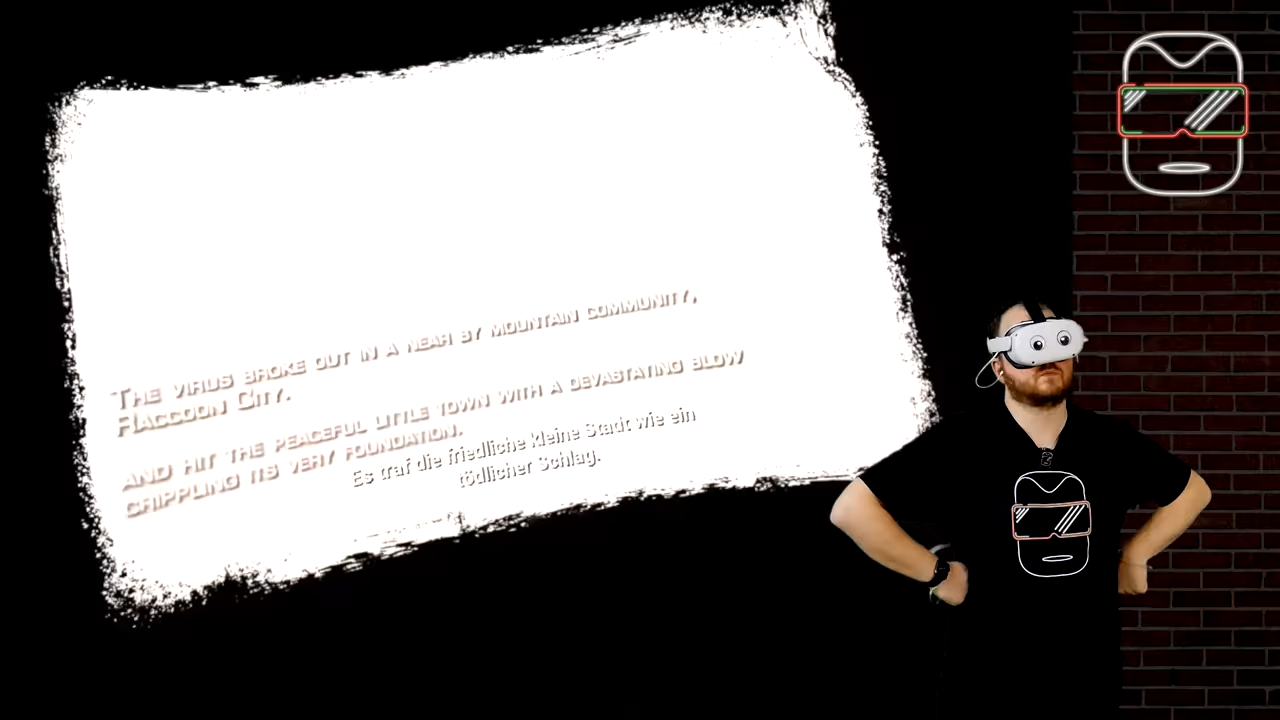 The virus broke out in a near by mountain community,
Raccoon City.
and hit the peaceful little town with a devastating blow
crippling its very foundation.
Es traf die friedliche kleine Stadt wie ein
tödlicher Schlag.